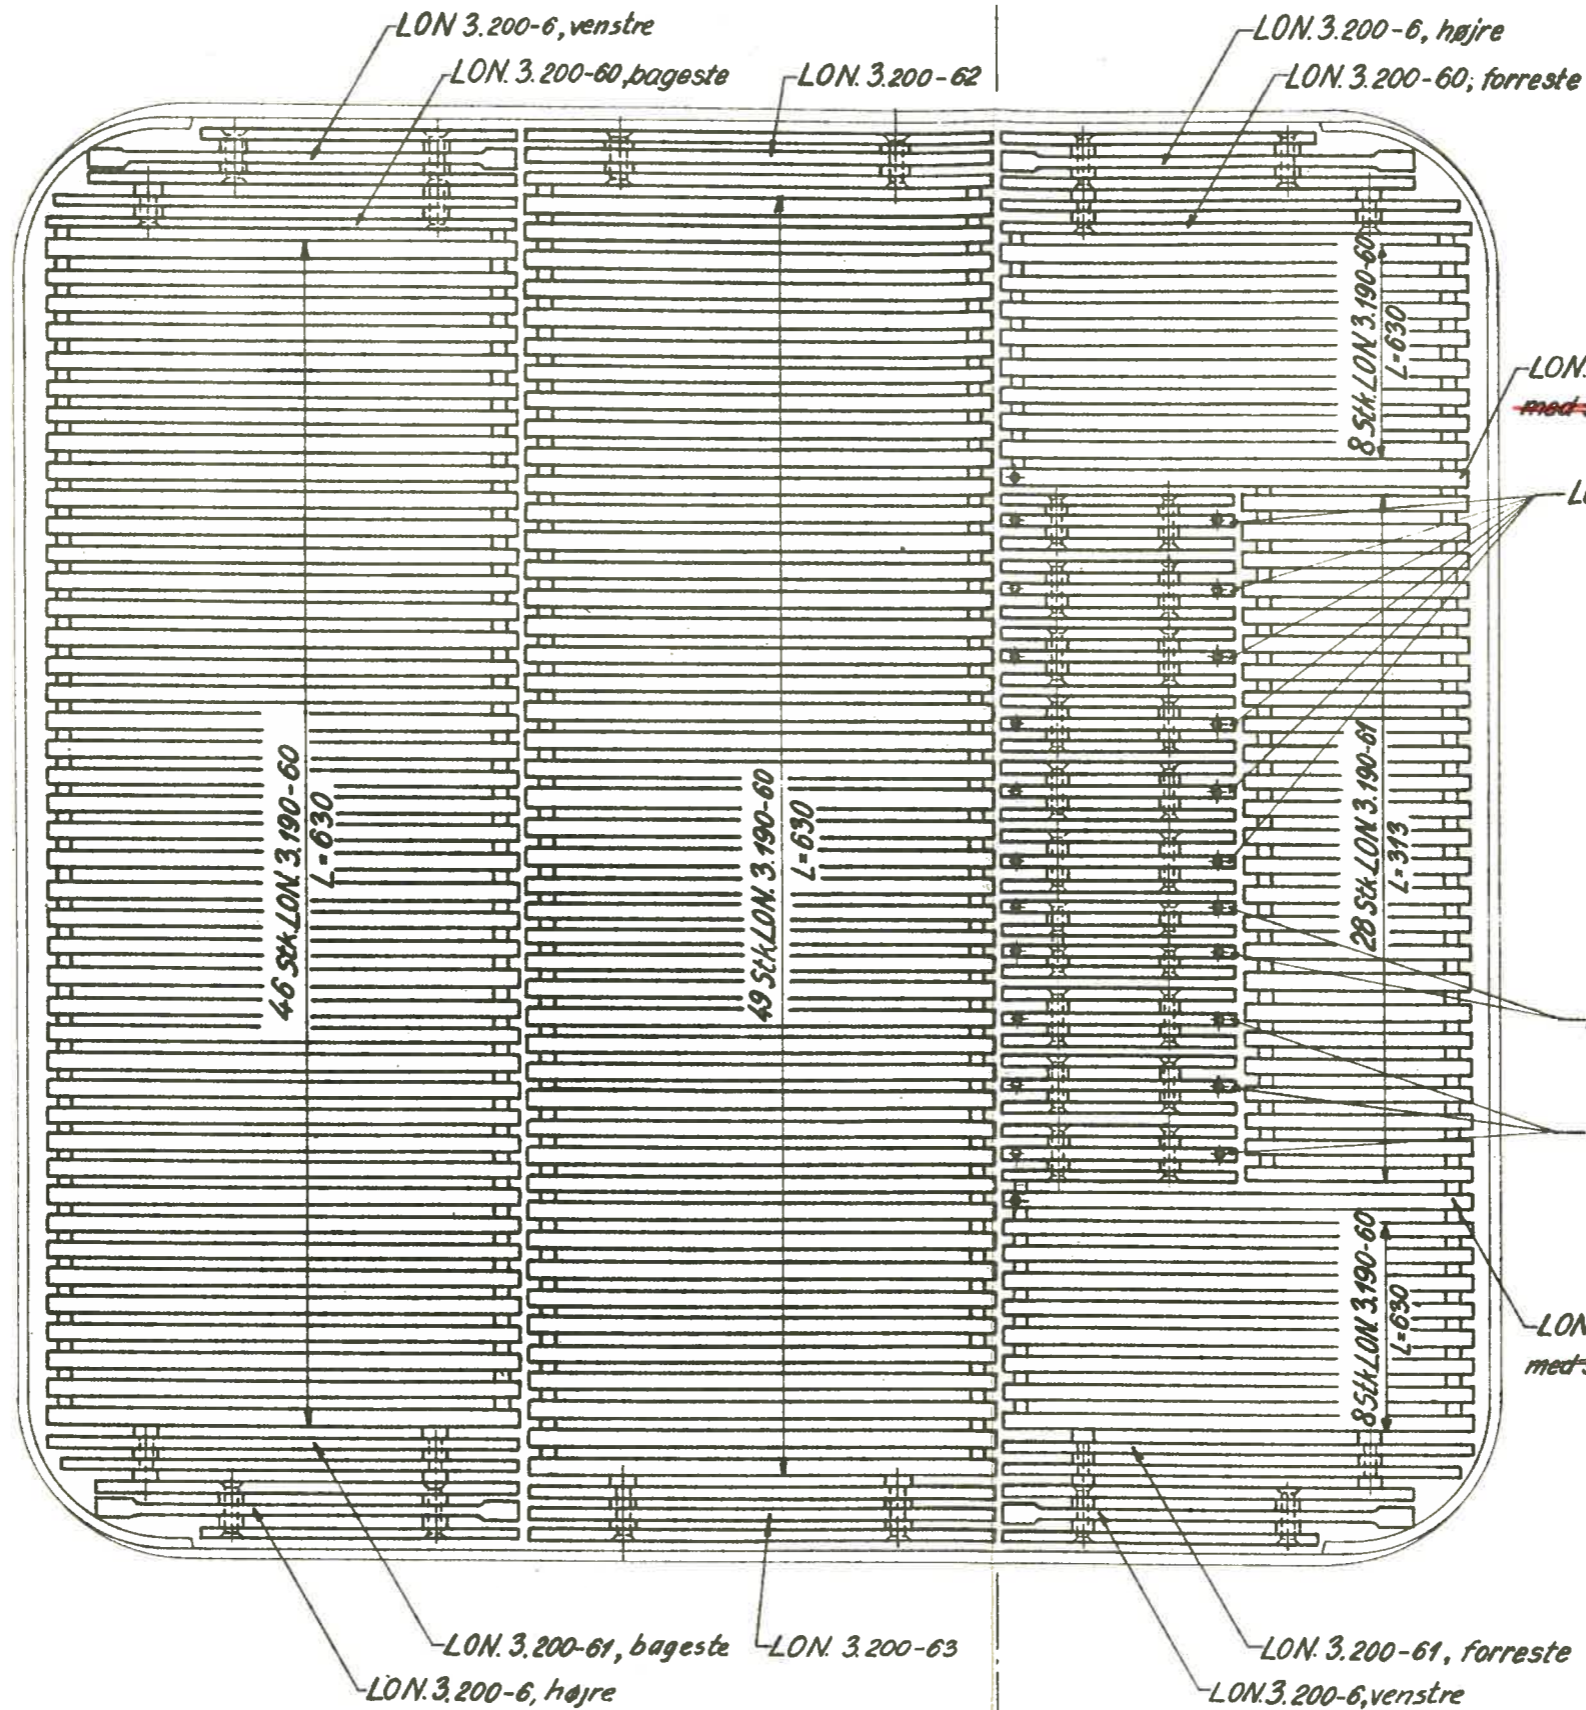 LON 3.200-6, venstre
LON. 3.200-60, bageste
LON. 3.200-62
LON. 3.200-6, højre
LON. 3.200-60; forreste
8 Stk. LON. 3.190-60
L=630
LON.
med
46 Stk. LON. 3.190-60
L=630
49 Stk. LON. 3.190-60
L=630
28 Stk. LON. 3.190-61
L=313
8 Stk. LON. 3.190-60
L=630
LON
med
LON. 3.200-61, bageste
LON. 3.200-6, højre
LON. 3.200-63
LON. 3.200-61, forreste
LON. 3.200-6, venstre